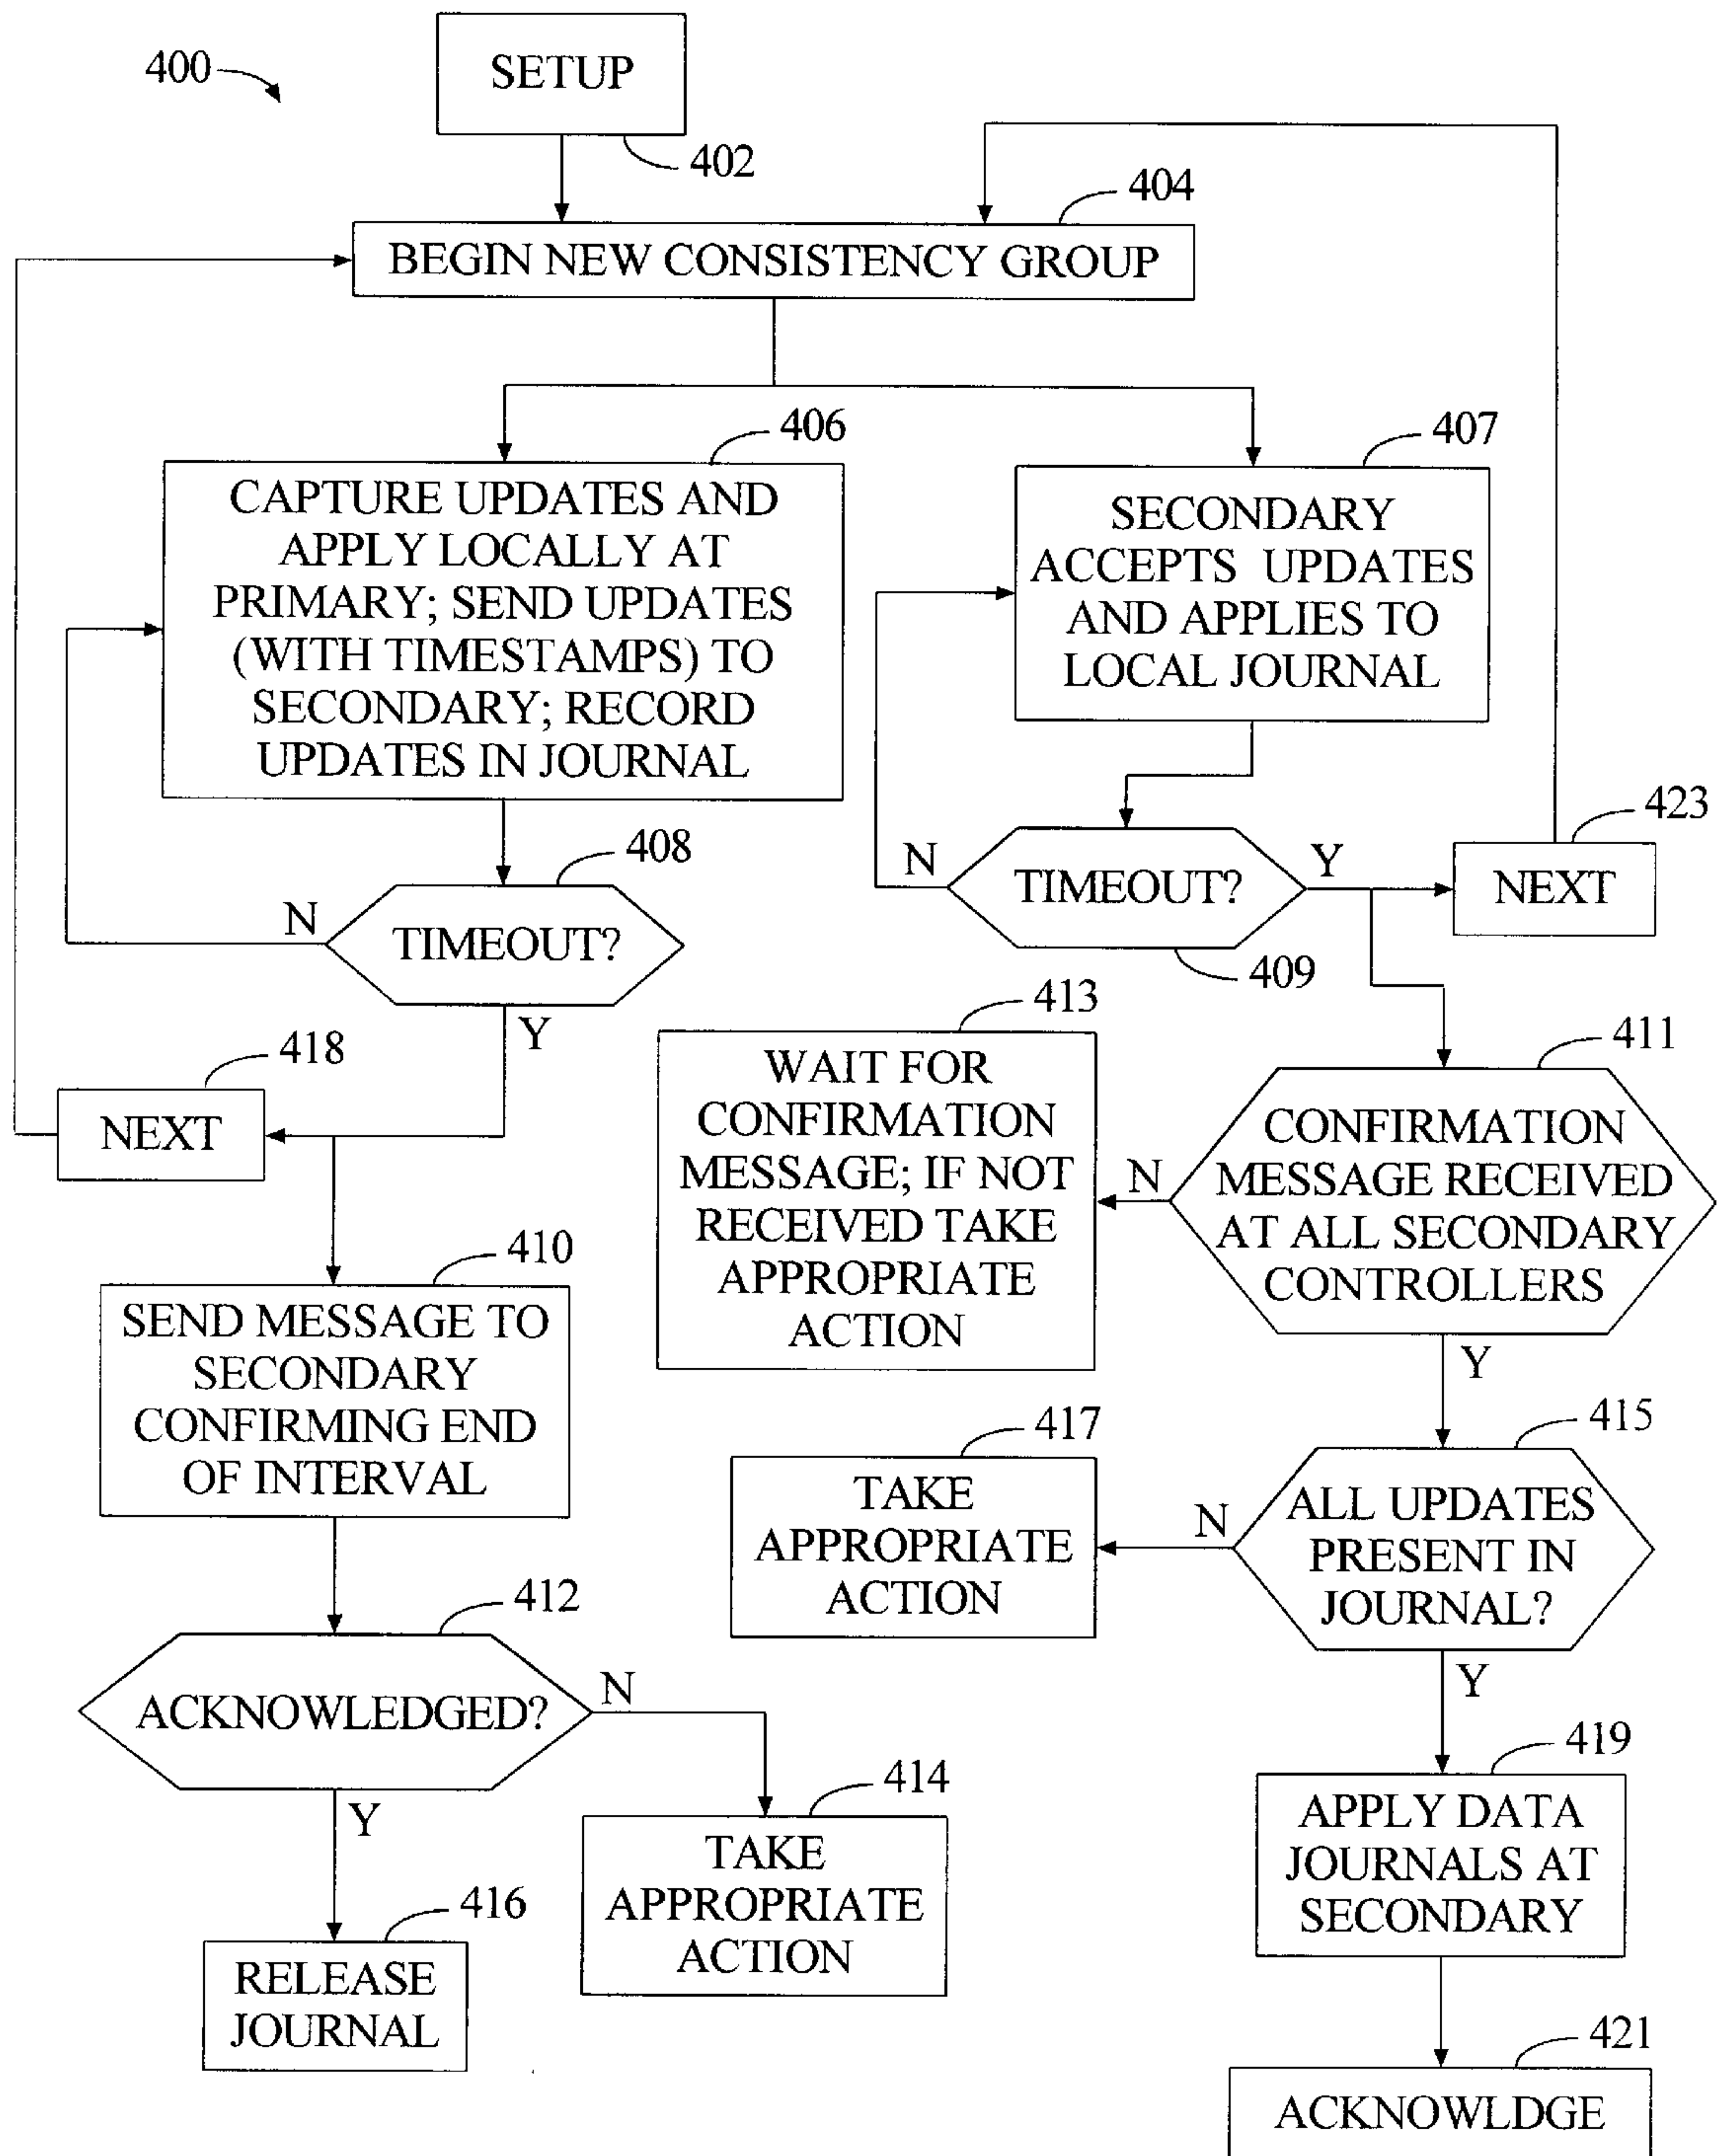 400
SETUP
402
404
BEGIN NEW CONSISTENCY GROUP
406
CAPTURE UPDATES AND
APPLY LOCALLY AT
PRIMARY; SEND UPDATES
(WITH TIMESTAMPS) TO
SECONDARY; RECORD
UPDATES IN JOURNAL
407
SECONDARY
ACCEPTS UPDATES
AND APPLIES TO
LOCAL JOURNAL
408
N
TIMEOUT?
Y
N
TIMEOUT?
Y
409
423
NEXT
418
NEXT
413
WAIT FOR
CONFIRMATION
MESSAGE; IF NOT
RECEIVED TAKE
APPROPRIATE
ACTION
411
N
CONFIRMATION
MESSAGE RECEIVED
AT ALL SECONDARY
CONTROLLERS
Y
410
SEND MESSAGE TO
SECONDARY
CONFIRMING END
OF INTERVAL
417
TAKE
APPROPRIATE
ACTION
415
N
ALL UPDATES
PRESENT IN
JOURNAL?
Y
412
ACKNOWLEDGED?
N
Y
414
TAKE
APPROPRIATE
ACTION
419
APPLY DATA
JOURNALS AT
SECONDARY
416
RELEASE
JOURNAL
421
ACKNOWLDGE